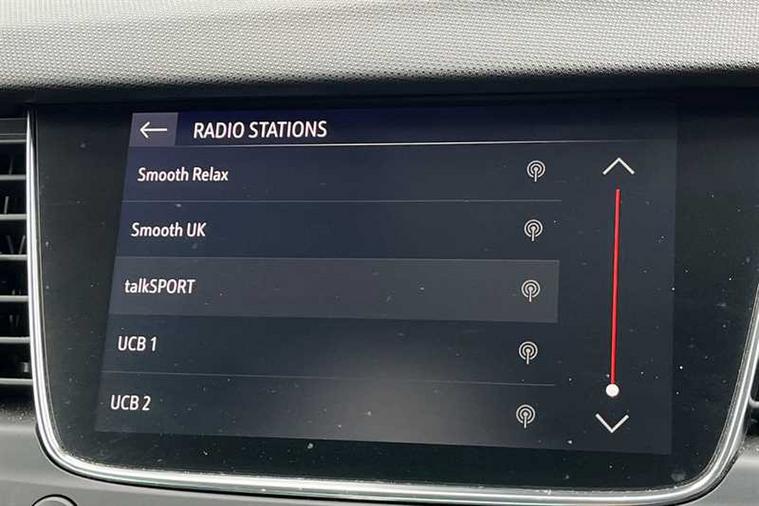 RADIO STATIONS
Smooth Relax
Smooth UK
talkSPORT
UCB 1
UCB 2